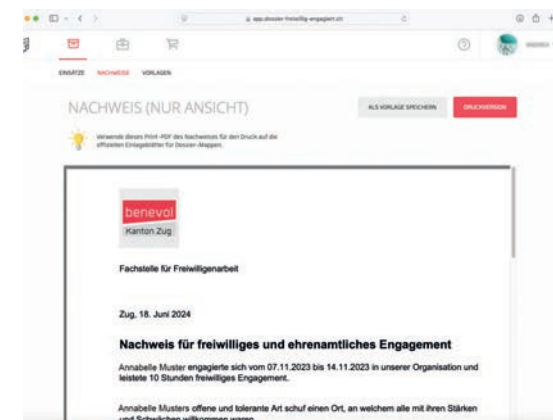 app.dossier-freiwillig-engagiert.ch
EINSÄTZE NACHWEISE VORLAGEN
NACHWEIS (NUR ANSICHT)
ALS VORLAGE SPEICHERN
DRUCKVERSION
Verwende dieses Print-PDF des Nachweises für den Druck auf die
offiziellen Einlageblätter für Dossier-Mappen.
benevol
Kanton Zug
Fachstelle für Freiwilligenarbeit
Zug, 18. Juni 2024
Nachweis für freiwilliges und ehrenamtliches Engagement
Annabelle Muster engagierte sich vom 07.11.2023 bis 14.11.2023 in unserer Organisation und
leistete 10 Stunden freiwilliges Engagement.
Annabelle Musters offene und tolerante Art schuf einen Ort, an welchem alle mit ihren Stärken
und Schwächen willkommen waren.